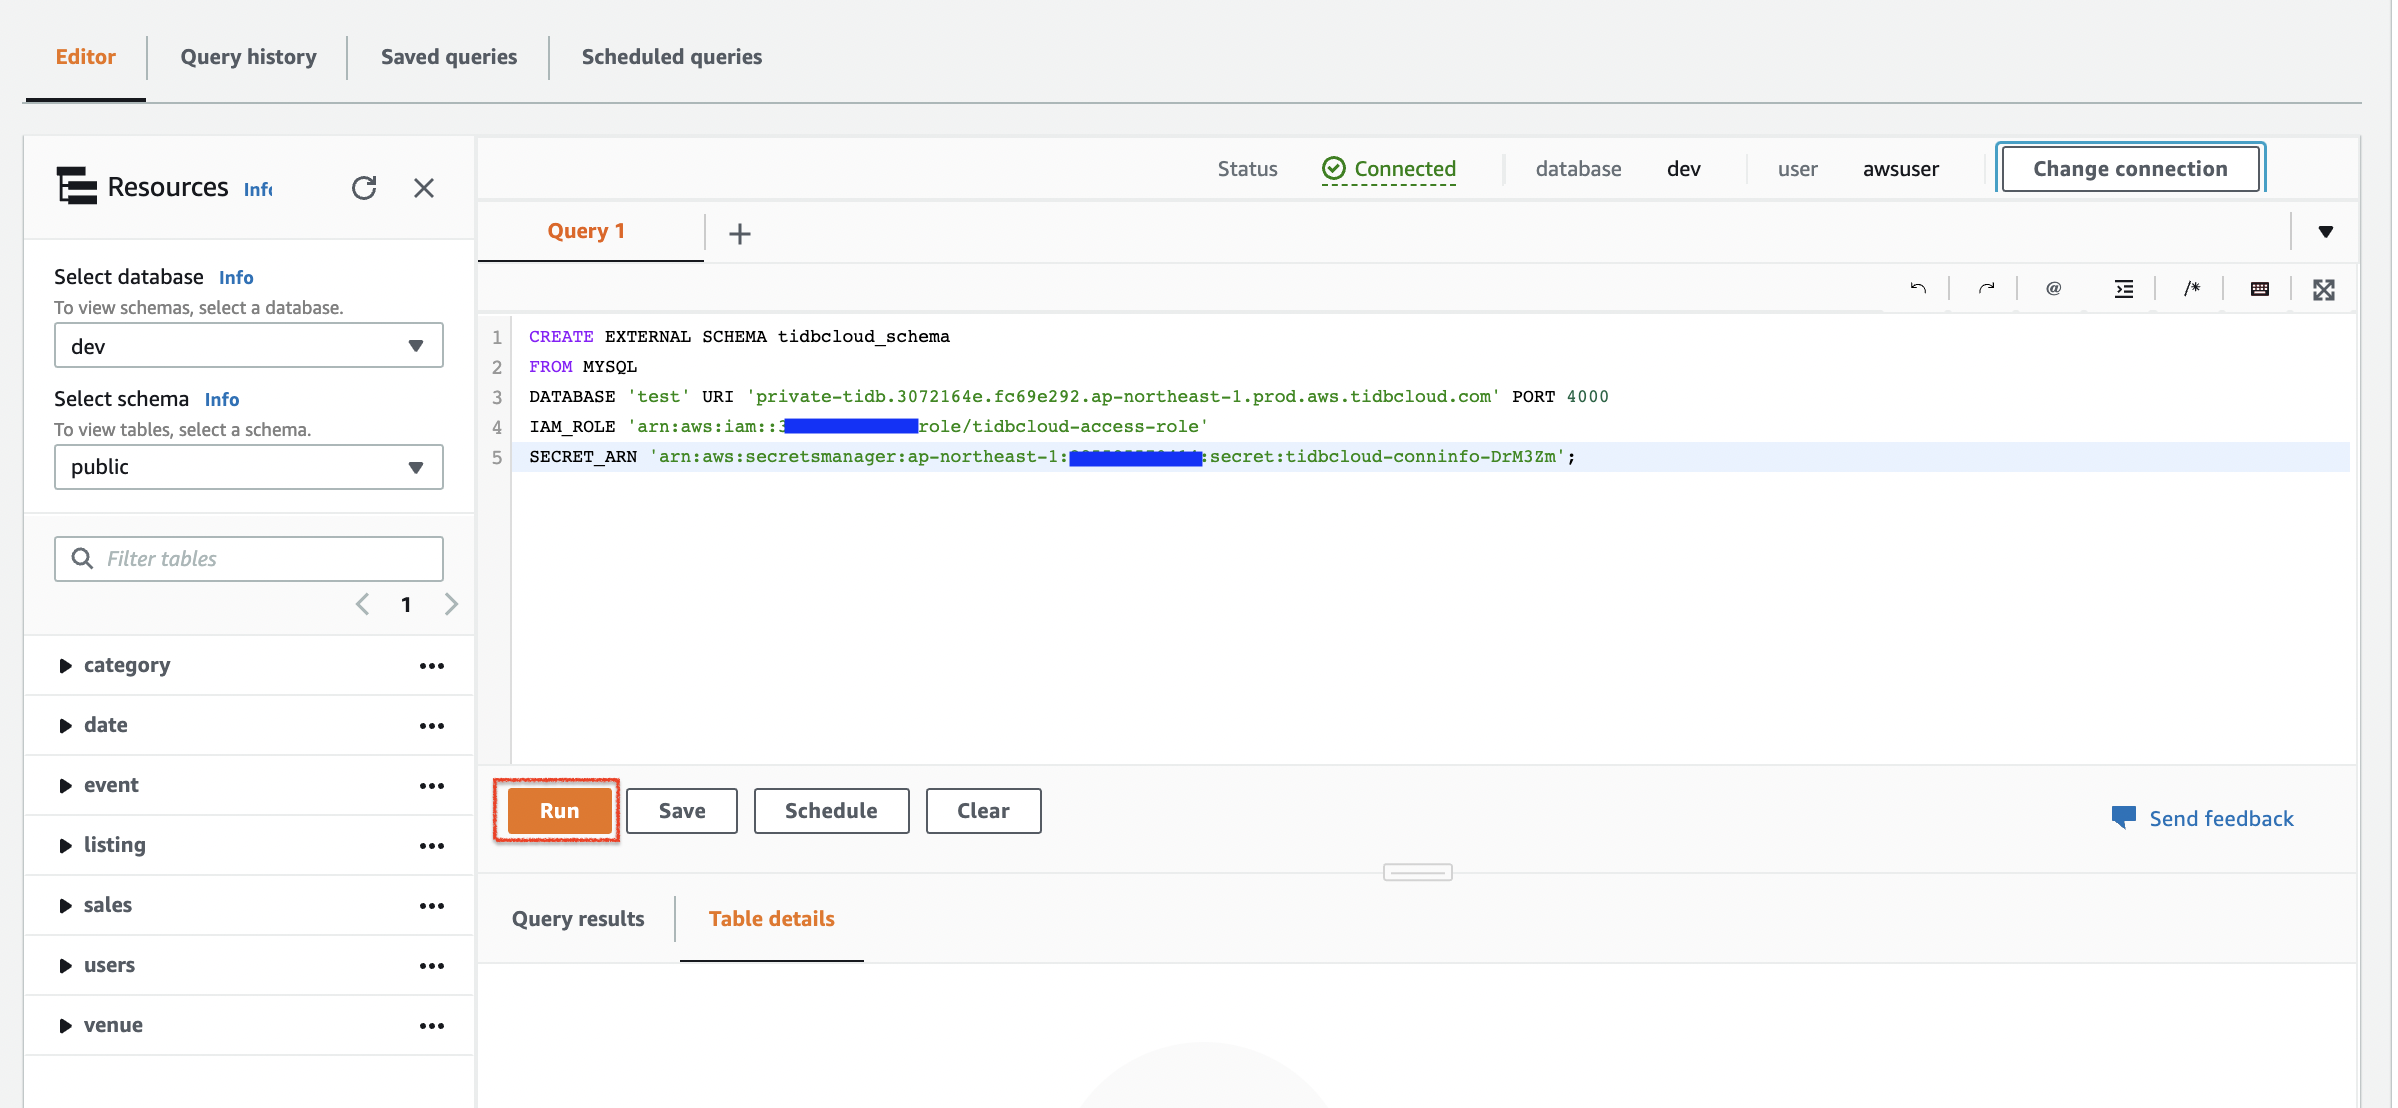 Editor
Query history
Saved queries
Scheduled queries
Resources
Status
Connected
database
dev
user
awsuser
Change connection
Query 1
Select database Info
To view schemas, select a database.
dev
Select schema Info
To view tables, select a schema.
public
Filter tables
1
category
date
event
listing
sales
users
venue
@
/*
1 CREATE EXTERNAL SCHEMA tidbcloud_schema
2 FROM MYSQL
3 DATABASE 'test' URI 'private-tidb.3072164e.fc69e292.ap-northeast-1.prod.aws.tidbcloud.com' PORT 4000
4 IAM_ROLE 'arn:aws:iam::3 role/tidbcloud-access-role'
5 SECRET_ARN 'arn:aws:secretsmanager:ap-northeast-1: :secret:tidbcloud-conninfo-DrM3Zm';
Run
Save
Schedule
Clear
Send feedback
Query results
Table details